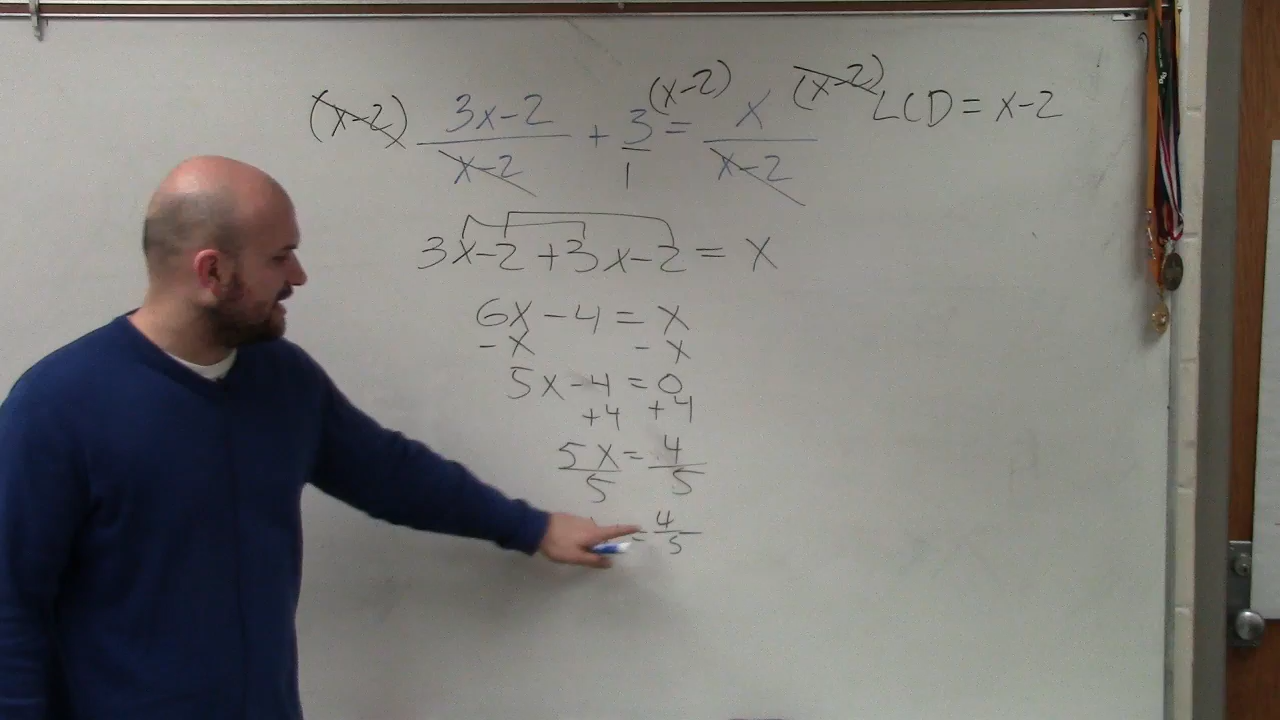 (x-2) 3x-2 / x-2 + 3 / 1 (x-2) = x / x-2 (x-2) LCD = x-2
3x-2+3x-2 = x
6x-4 = x
-x -x
5x-4 = 0
+4 +4
5x / 5 = 4 / 5
= 4 / 5